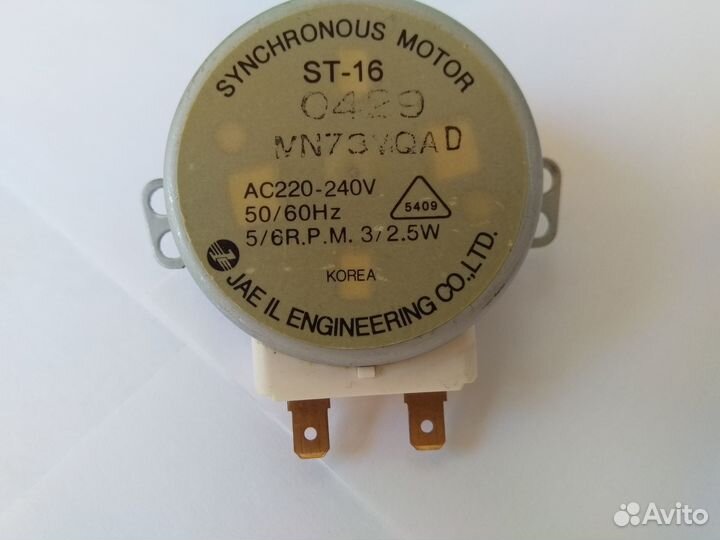 SYNCHRONOUS MOTOR
ST-16
0429
MN73MQAD
AC220-240V
50/60Hz
5409
5/6R.P.M. 3/2.5W
KOREA
JAE IL ENGINEERING CO.,LTD.
Avito